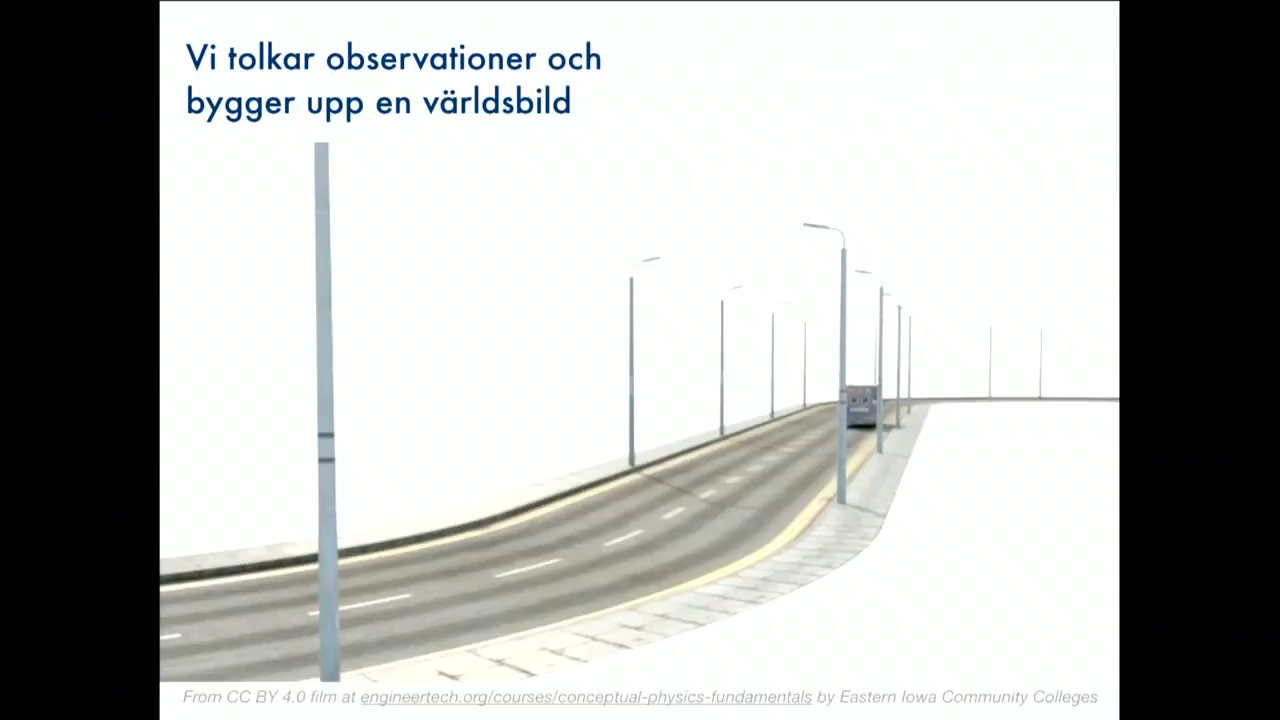 Vi tolkar observationer och
bygger upp en världsbild
From CC BY 4.0 film at engineertech.org/courses/conceptual-physics-fundamentals by Eastern Iowa Community Colleges